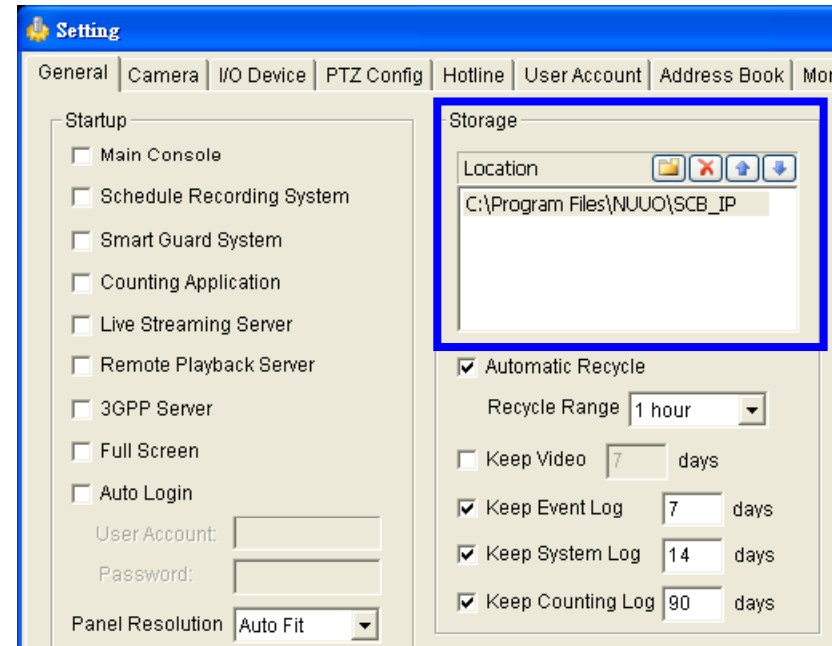 Setting
General Camera I/O Device PTZ Config Hotline User Account Address Book Mor
Startup
Main Console
Schedule Recording System
Smart Guard System
Counting Application
Live Streaming Server
Remote Playback Server
3GPP Server
Full Screen
Auto Login
User Account:
Password:
Panel Resolution Auto Fit
Storage
Location
C:\Program Files\NUUO\SCB_IP
Automatic Recycle
Recycle Range 1 hour
Keep Video 7 days
Keep Event Log 7 days
Keep System Log 14 days
Keep Counting Log 90 days